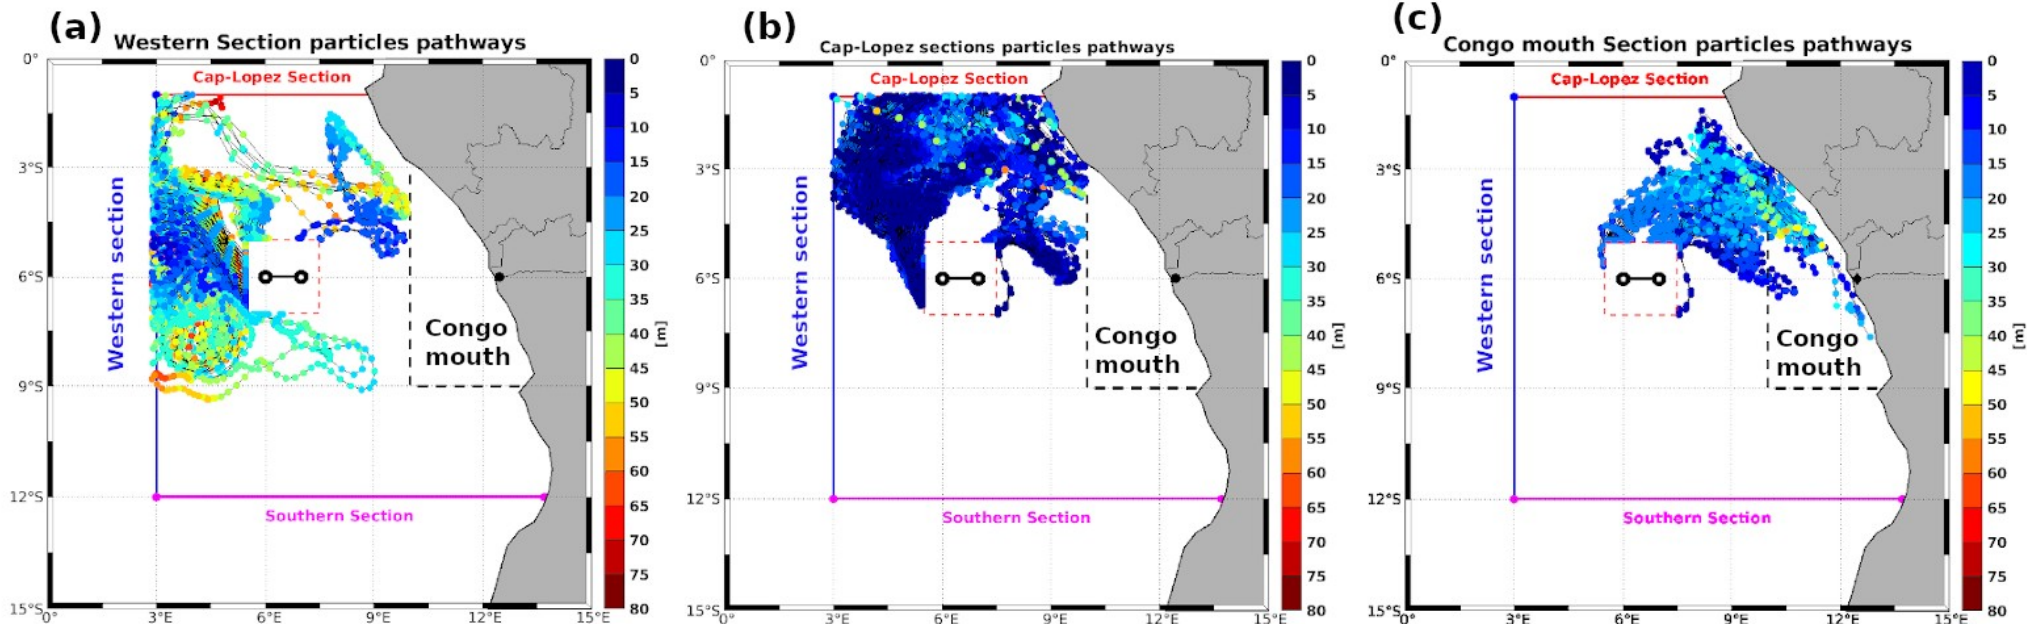 (a)
Western Section particles pathways
Cap-Lopez Section
Western section
Congo
mouth
Southern Section
0°
3°S
6°S
9°S
12°S
15°S
0°
3°E
6°E
9°E
12°E
15°E
0
5
10
15
20
25
30
35
40
45
50
55
60
65
70
75
80
[m]
(b)
Cap-Lopez sections particles pathways
Cap-Lopez Section
Western section
Congo
mouth
Southern Section
0°
3°S
6°S
9°S
12°S
15°S
0°
3°E
6°E
9°E
12°E
15°E
0
5
10
15
20
25
30
35
40
45
50
55
60
65
70
75
80
[m]
(c)
Congo mouth Section particles pathways
Cap-Lopez Section
Western section
Congo
mouth
Southern Section
0°
3°S
6°S
9°S
12°S
15°S
0°
3°E
6°E
9°E
12°E
15°E
0
5
10
15
20
25
30
35
40
45
50
55
60
65
70
75
80
[m]